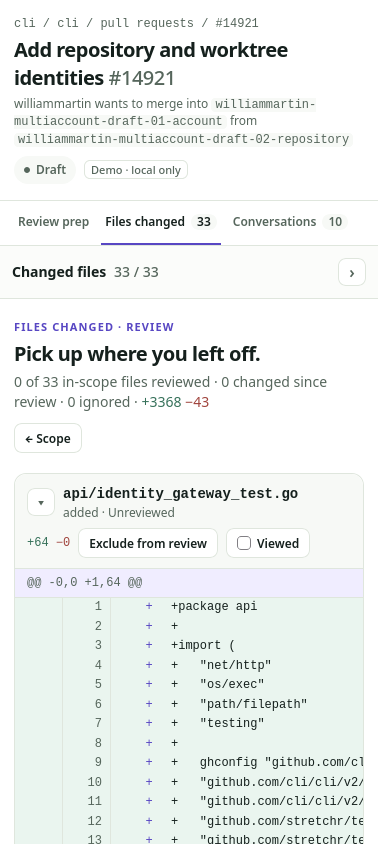 cli / cli / pull requests / #14921
Add repository and worktree
identities #14921
williammartin wants to merge into williammartin-
multiaccount-draft-01-account from
williammartin-multiaccount-draft-02-repository
Draft Demo · local only
Review prep Files changed 33 Conversations 10
Changed files 33 / 33 ›
FILES CHANGED · REVIEW
Pick up where you left off.
0 of 33 in-scope files reviewed · 0 changed since
review · 0 ignored · +3368 −43
← Scope
▾ api/identity_gateway_test.go
added · Unreviewed
+64 −0 Exclude from review Viewed
@@ -0,0 +1,64 @@
1 + +package api
2 + +
3 + +import (
4 + + "net/http"
5 + + "os/exec"
6 + + "path/filepath"
7 + + "testing"
8 + +
9 + + ghconfig "github.com/cl
10 + + "github.com/cli/cli/v2/
11 + + "github.com/cli/cli/v2/
12 + + "github.com/stretchr/te
13 + + "github.com/stretchr/te